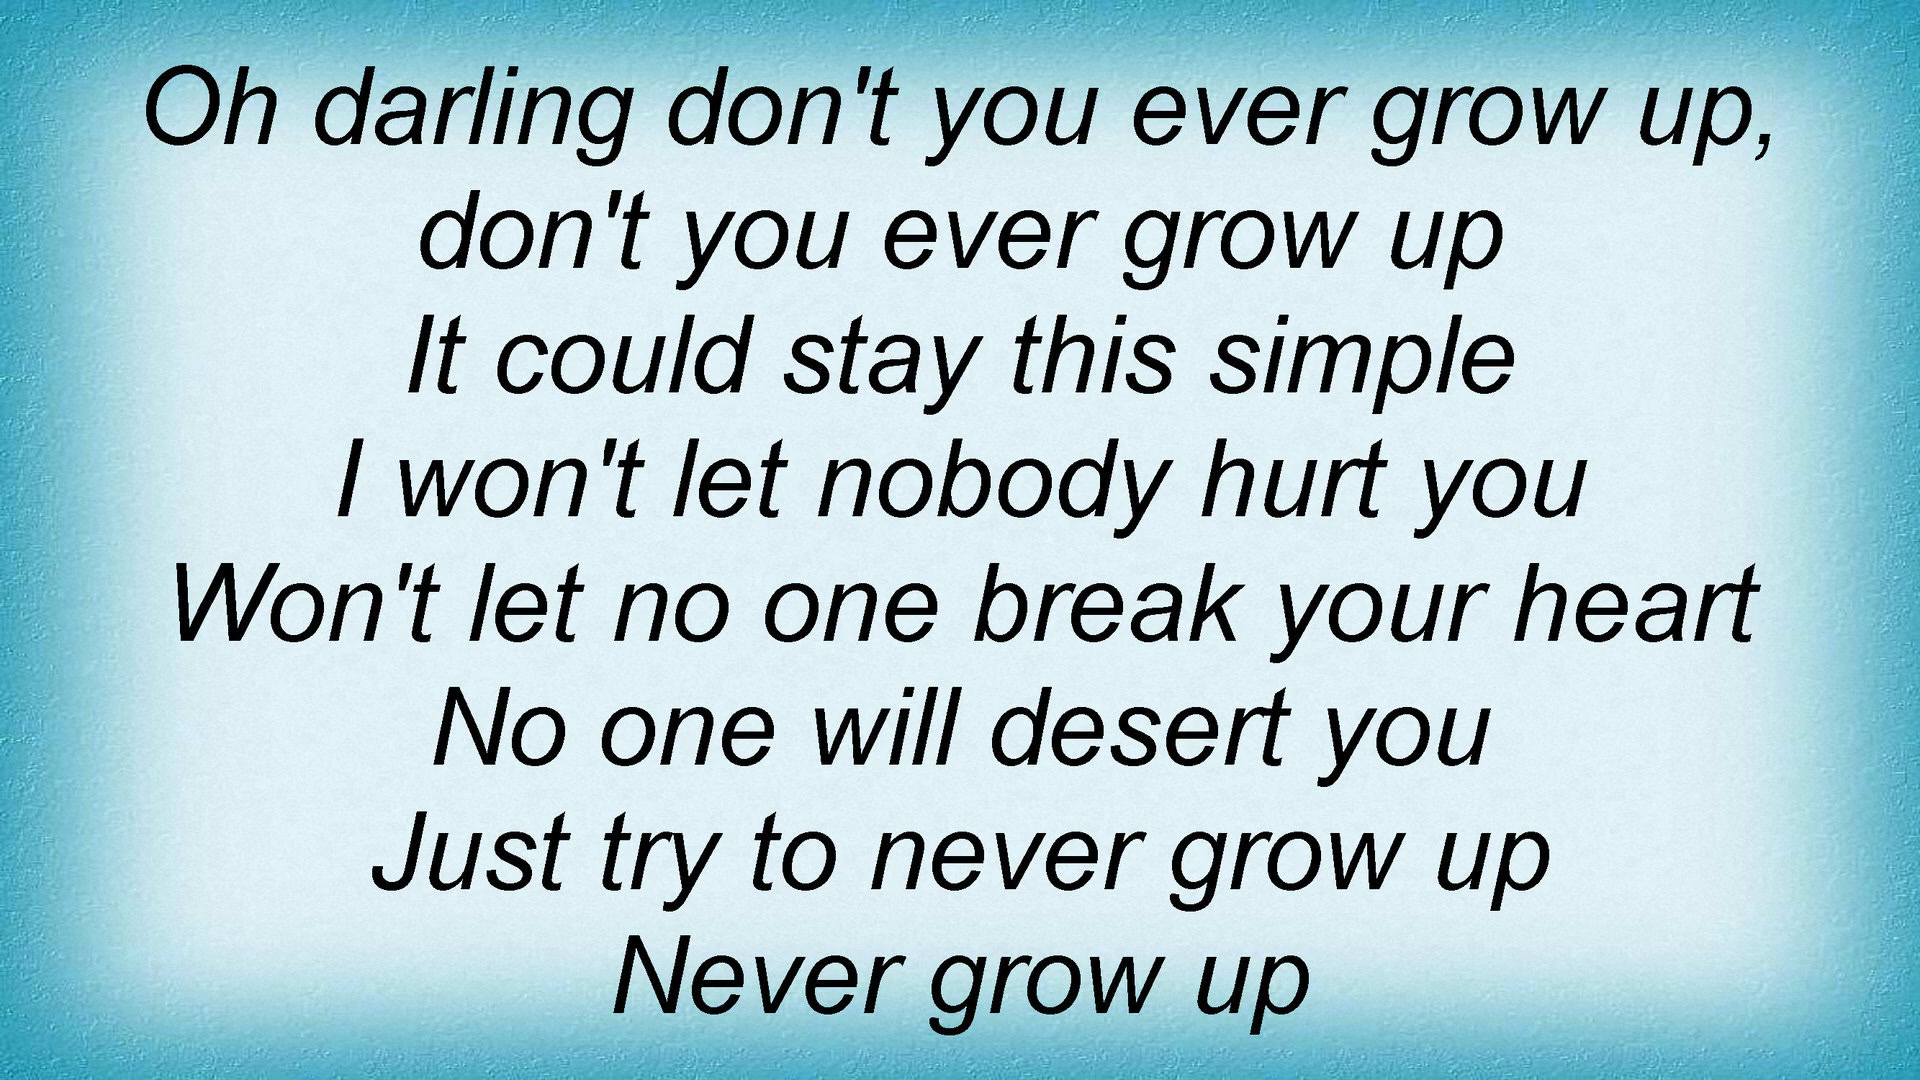 Oh darling don't you ever grow up,
don't you ever grow up
It could stay this simple
I won't let nobody hurt you
Won't let no one break your heart
No one will desert you
Just try to never grow up
Never grow up